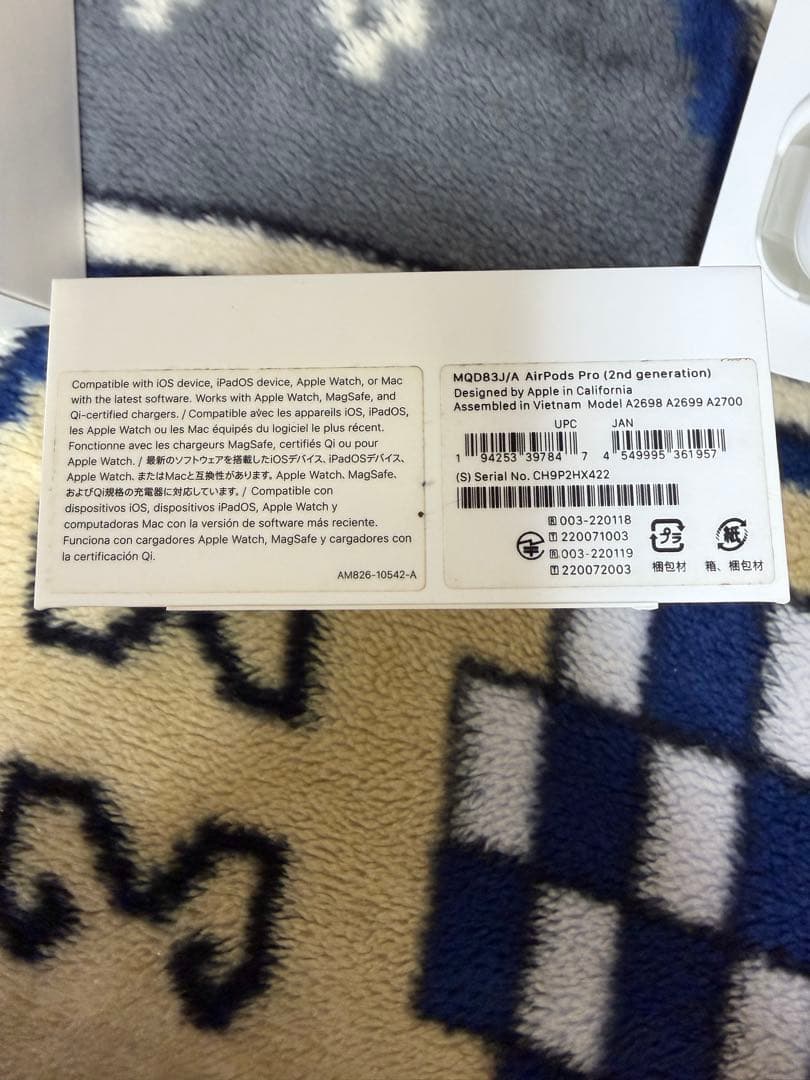 Compatible with iOS device, iPadOS device, Apple Watch, or Mac
with the latest software. Works with Apple Watch, MagSafe, and
Qi-certified chargers. / Compatible avec les appareils iOS, iPadOS,
les Apple Watch ou les Mac équipés du logiciel le plus récent.
Fonctionne avec les chargeurs MagSafe, certifiés Qi ou pour
Apple Watch. / 最新のソフトウェアを搭載したiOSデバイス、iPadOSデバイス、
Apple Watch、またはMacと互換性があります。Apple Watch、MagSafe、
およびQi規格の充電器に対応しています。/ Compatible con
dispositivos iOS, dispositivos iPadOS, Apple Watch y
computadoras Mac con la versión de software más reciente.
Funciona con cargadores Apple Watch, MagSafe y cargadores con
la certificación Qi.
AM826-10542-A
MQD83J/A AirPods Pro (2nd generation)
Designed by Apple in California
Assembled in Vietnam Model A2698 A2699 A2700
UPC JAN
1 94253 39784 7 4 549995 361957
(S) Serial No. CH9P2HX422
R 003-220118
T 220071003
R 003-220119
T 220072003
プラ
梱包材
紙
箱、梱包材